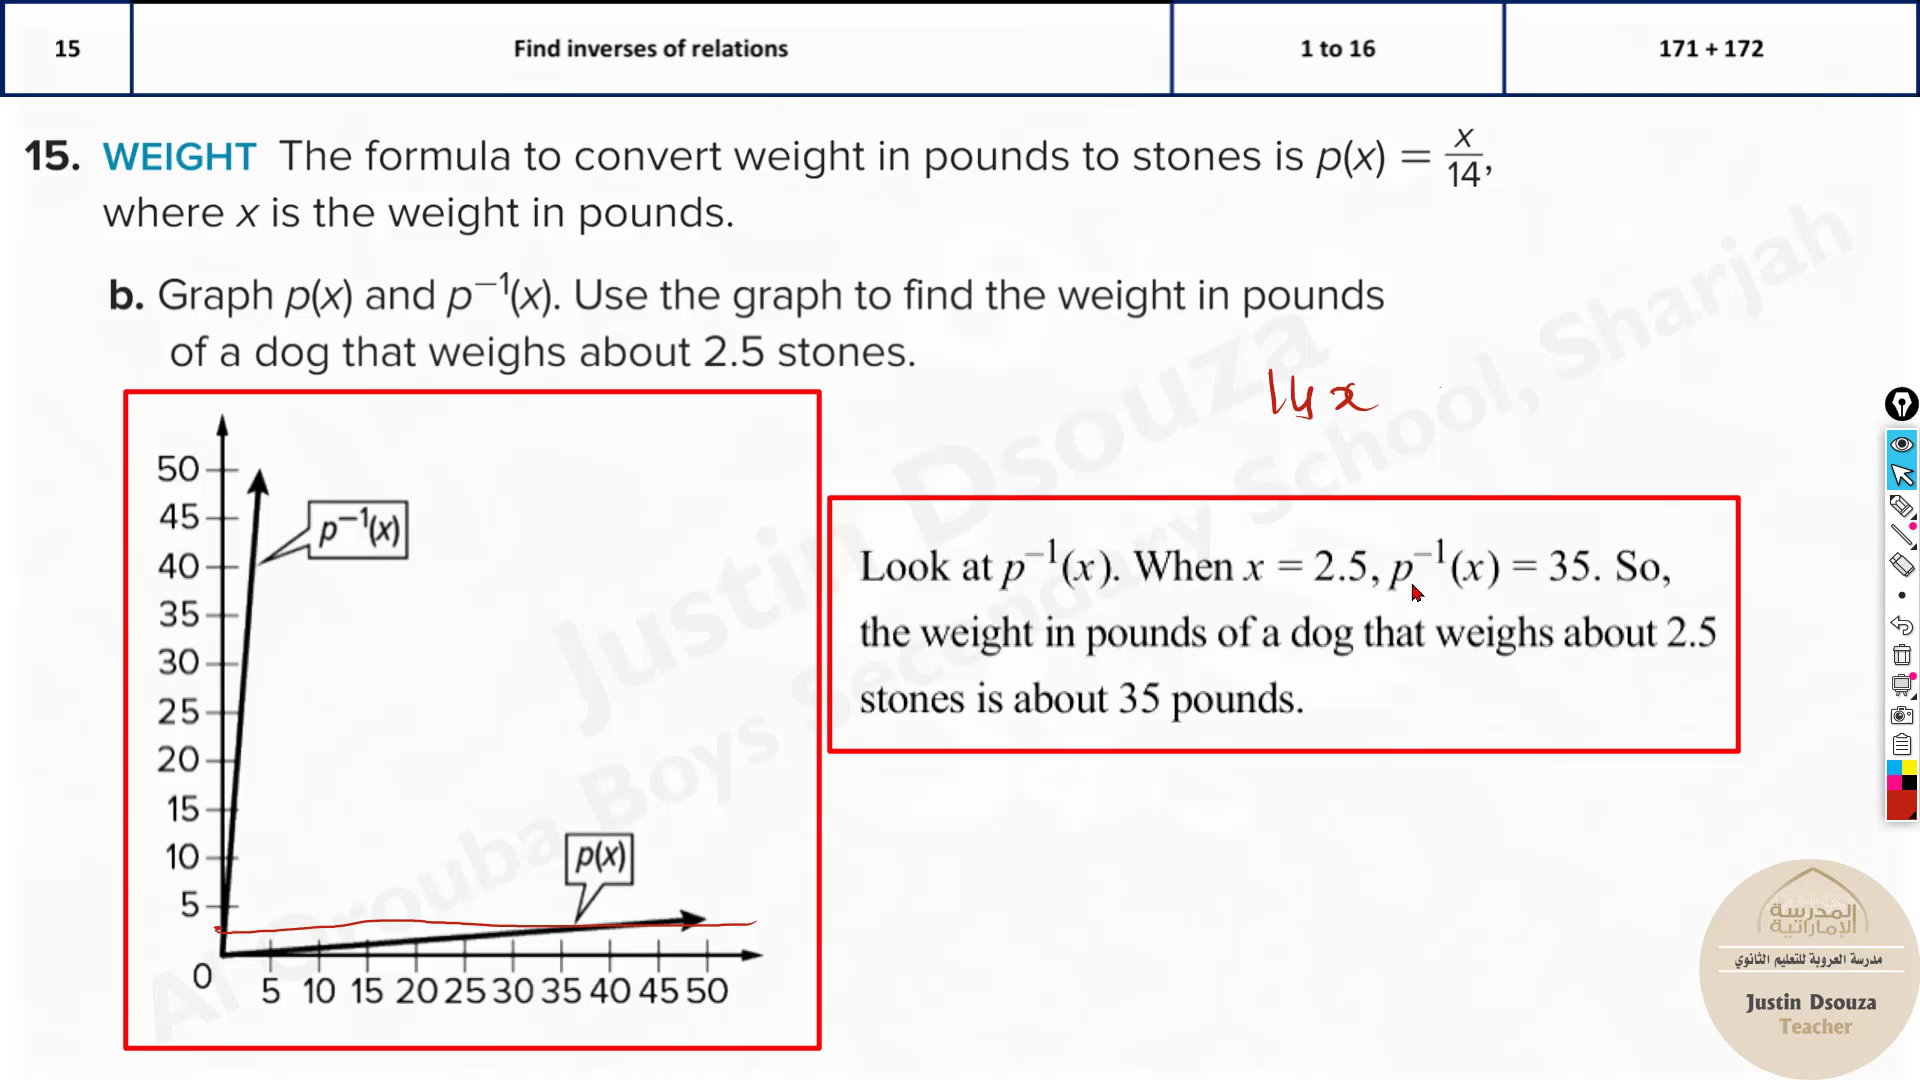 15
Find inverses of relations
1 to 16
171 + 172
15. WEIGHT The formula to convert weight in pounds to stones is p(x) = x/14,
where x is the weight in pounds.
b. Graph p(x) and p⁻¹(x). Use the graph to find the weight in pounds
of a dog that weighs about 2.5 stones.
14x
50
45
40
35
30
25
20
15
10
5
0
p⁻¹(x)
p(x)
5 10 15 20 25 30 35 40 45 50
Look at p⁻¹(x). When x = 2.5, p⁻¹(x) = 35. So,
the weight in pounds of a dog that weighs about 2.5
stones is about 35 pounds.
Justin Dsouza
Al Orouba Boys Secondary School, Sharjah
المدرسة
الإماراتية
مدرسة العروبة للتعليم الثانوي
Justin Dsouza
Teacher